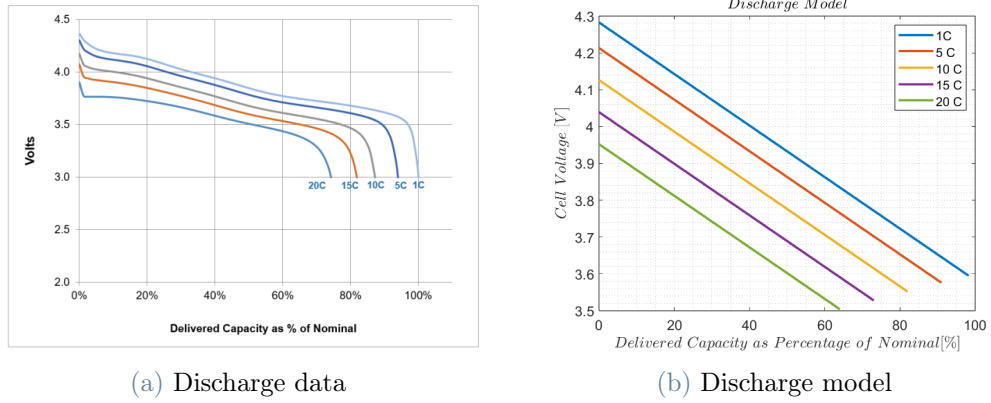 4.5
4.0
3.5
3.0
2.5
2.0
Volts
20C 15C 10C 5C 1C
0% 20% 40% 60% 80% 100%
Delivered Capacity as % of Nominal
(a) Discharge data
Discharge Model
4.3
4.2
4.1
4
3.9
3.8
3.7
3.6
3.5
Cell Voltage [V]
1C
5 C
10 C
15 C
20 C
0 20 40 60 80 100
Delivered Capacity as Percentage of Nominal[%]
(b) Discharge model